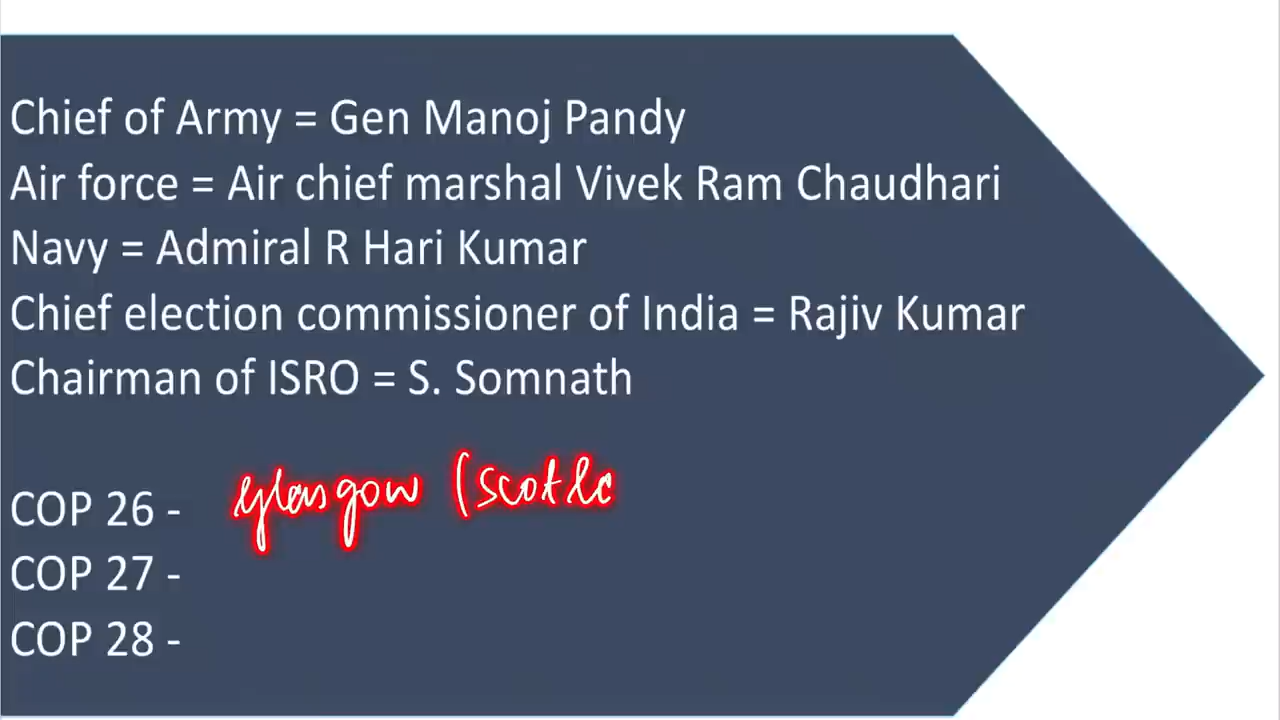 Chief of Army = Gen Manoj Pandy
Air force = Air chief marshal Vivek Ram Chaudhari
Navy = Admiral R Hari Kumar
Chief election commissioner of India = Rajiv Kumar
Chairman of ISRO = S. Somnath
COP 26 - Glasgow (Scotla
COP 27 -
COP 28 -